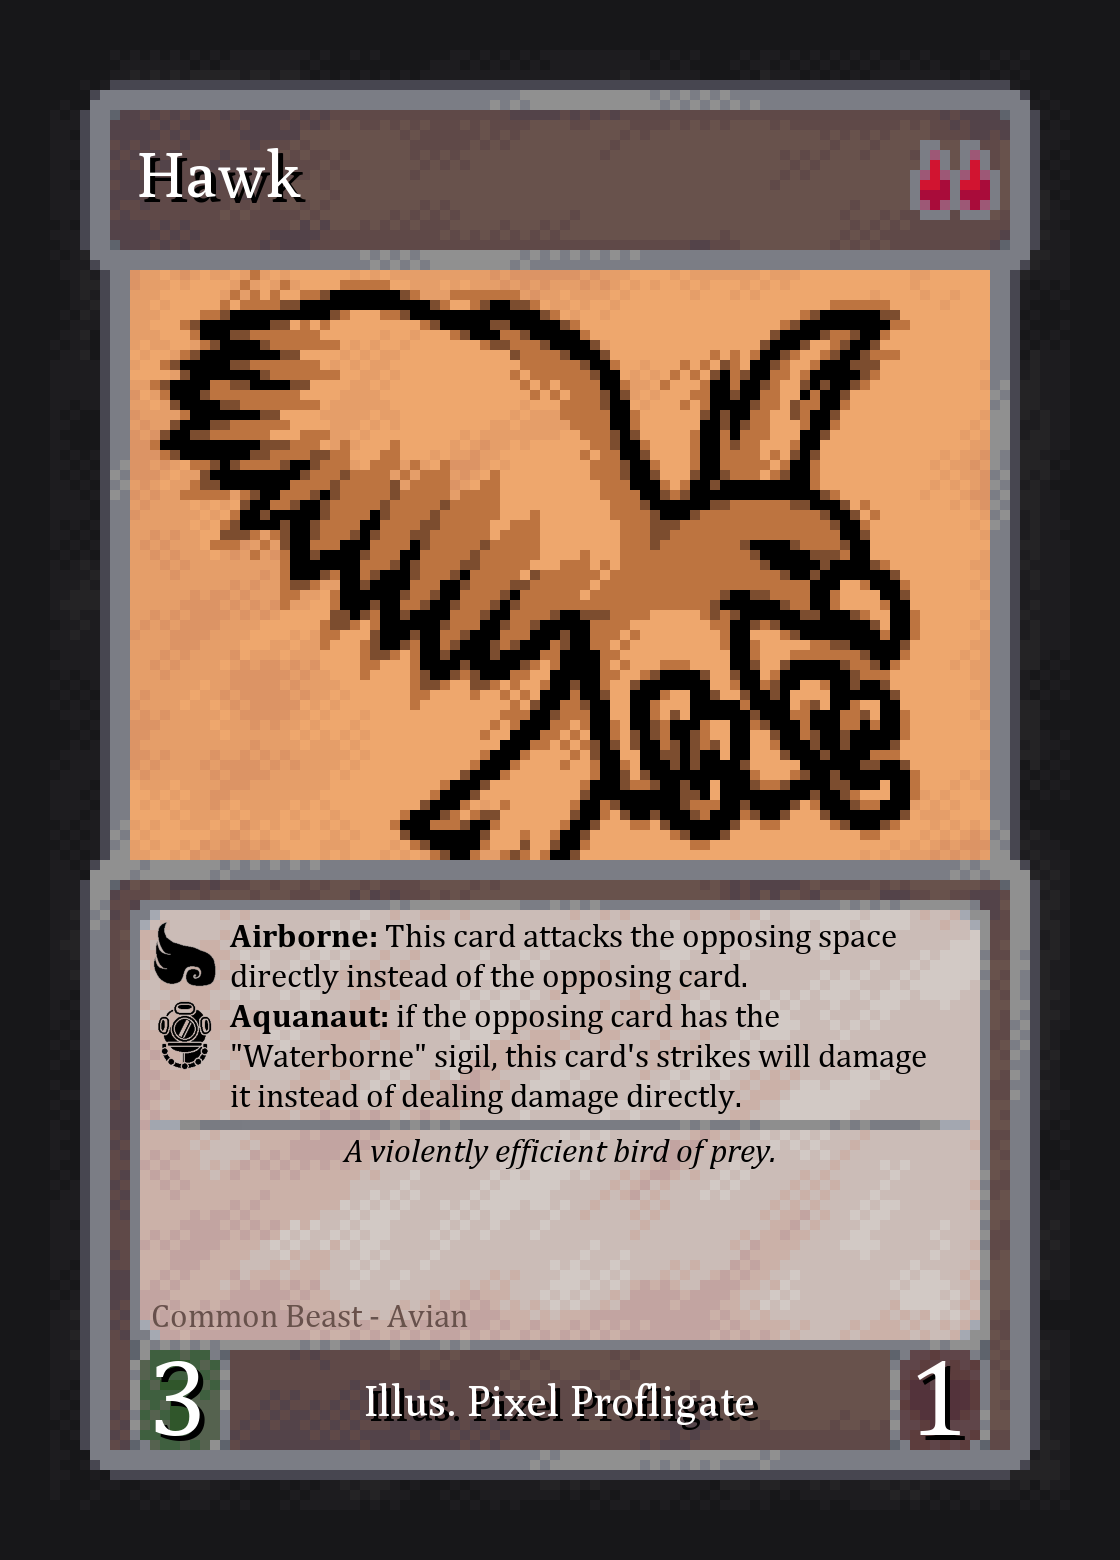 Hawk
Airborne: This card attacks the opposing space
directly instead of the opposing card.
Aquanaut: if the opposing card has the
"Waterborne" sigil, this card's strikes will damage
it instead of dealing damage directly.
A violently efficient bird of prey.
Common Beast - Avian
3
Illus. Pixel Profligate
1